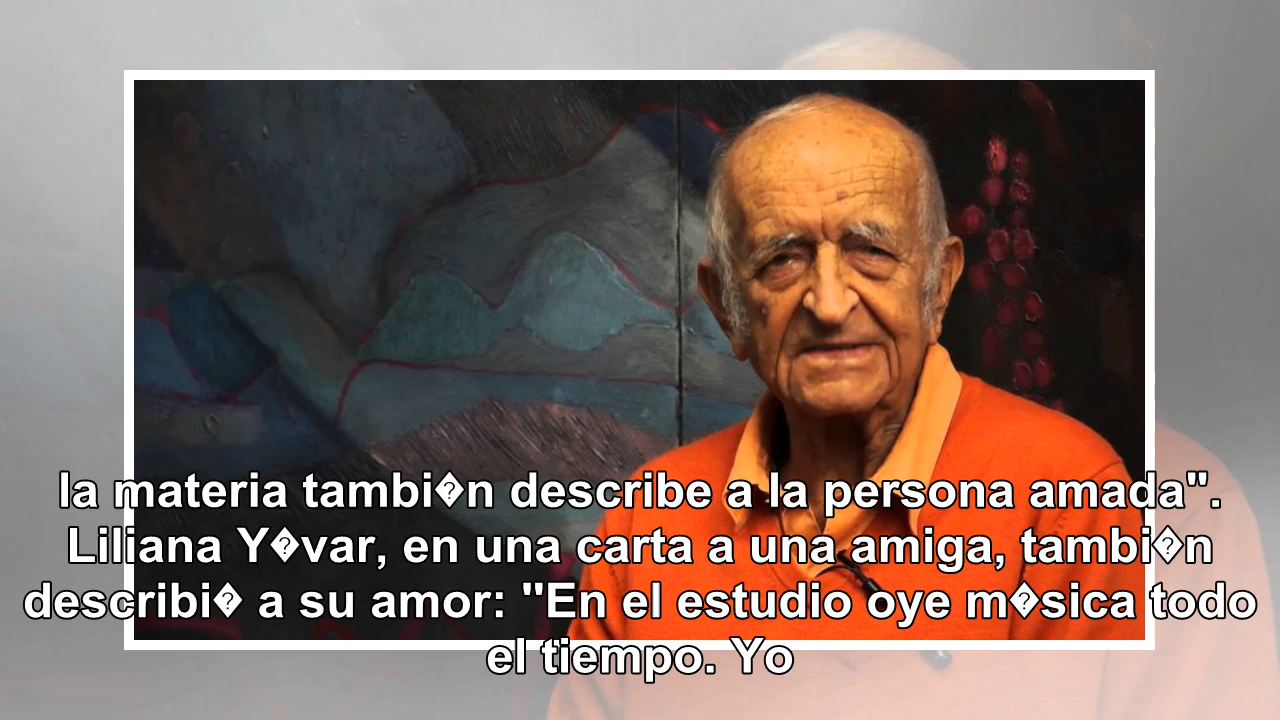 la materia tambi�n describe a la persona amada".
Liliana Y�var, en una carta a una amiga, tambi�n
describi� a su amor: "En el estudio oye m�sica todo
el tiempo. Yo